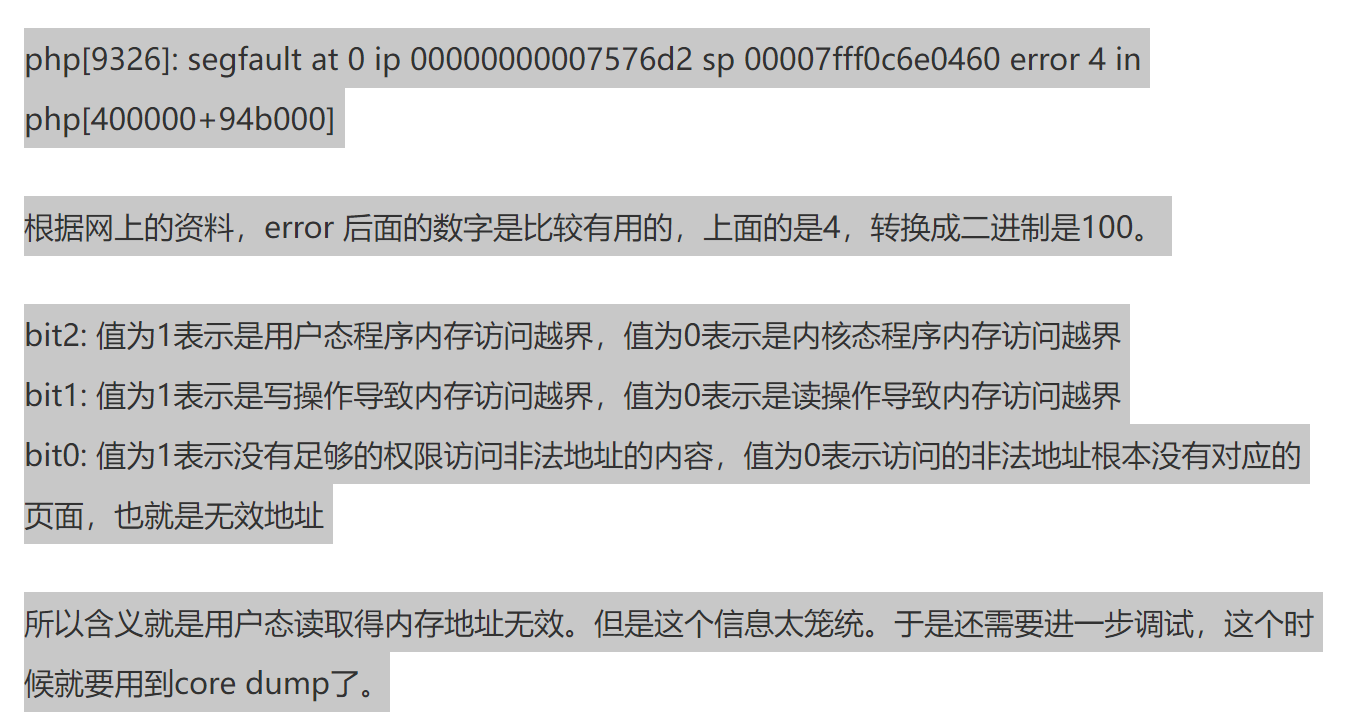 php[9326]: segfault at 0 ip 00000000007576d2 sp 00007fff0c6e0460 error 4 in
php[400000+94b000]
根据网上的资料，error 后面的数字是比较有用的，上面的是4，转换成二进制是100。
bit2: 值为1表示是用户态程序内存访问越界，值为0表示是内核态程序内存访问越界
bit1: 值为1表示是写操作导致内存访问越界，值为0表示是读操作导致内存访问越界
bit0: 值为1表示没有足够的权限访问非法地址的内容，值为0表示访问的非法地址根本没有对应的
页面，也就是无效地址
所以含义就是用户态读取得内存地址无效。但是这个信息太笼统。于是还需要进一步调试，这个时
候就要用到core dump了。